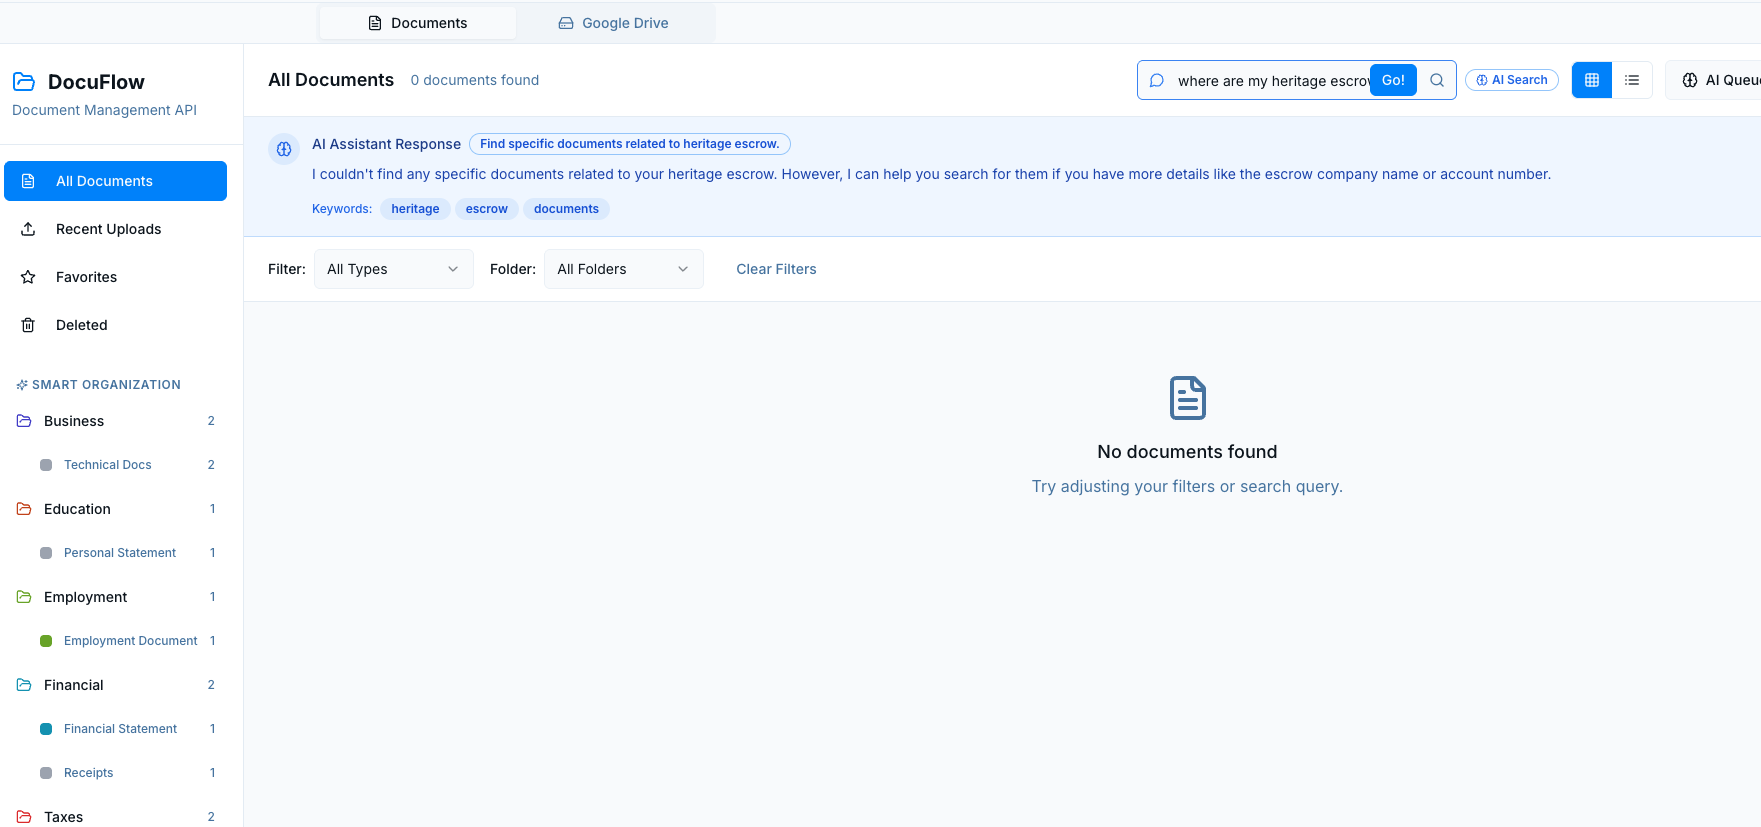 Documents
Google Drive
DocuFlow
Document Management API
All Documents
0 documents found
where are my heritage
Go!
AI Search
AI
AI Assistant Response
Find specific documents related to heritage escrow.
I couldn't find any specific documents related to your heritage escrow. However, I can help you search for them if you have more details like the escrow company name or account number.
Keywords:
heritage
escrow
documents
Filter:
All Types
Folder:
All Folders
Clear Filters
All Documents
Recent Uploads
Favorites
Deleted
SMART ORGANIZATION
Business 2
Technical Docs 2
Education 1
Personal Statement 1
Employment 1
Employment Document 1
Financial 2
Financial Statement 1
Receipts 1
Taxes 2
No documents found
Try adjusting your filters or search query.